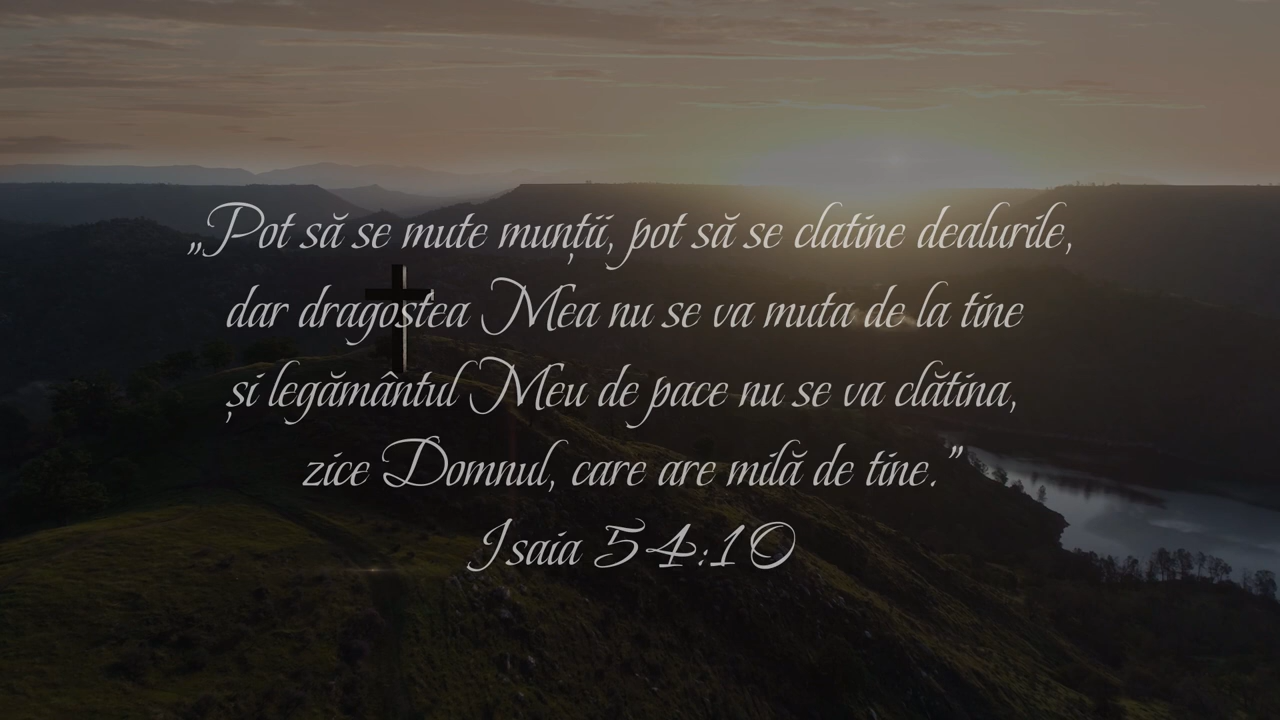 „Pot să se mute munții, pot să se clatine dealurile,
dar dragostea Mea nu se va muta de la tine
și legământul Meu de pace nu se va clătina,
zice Domnul, care are milă de tine.”
Isaia 54:10